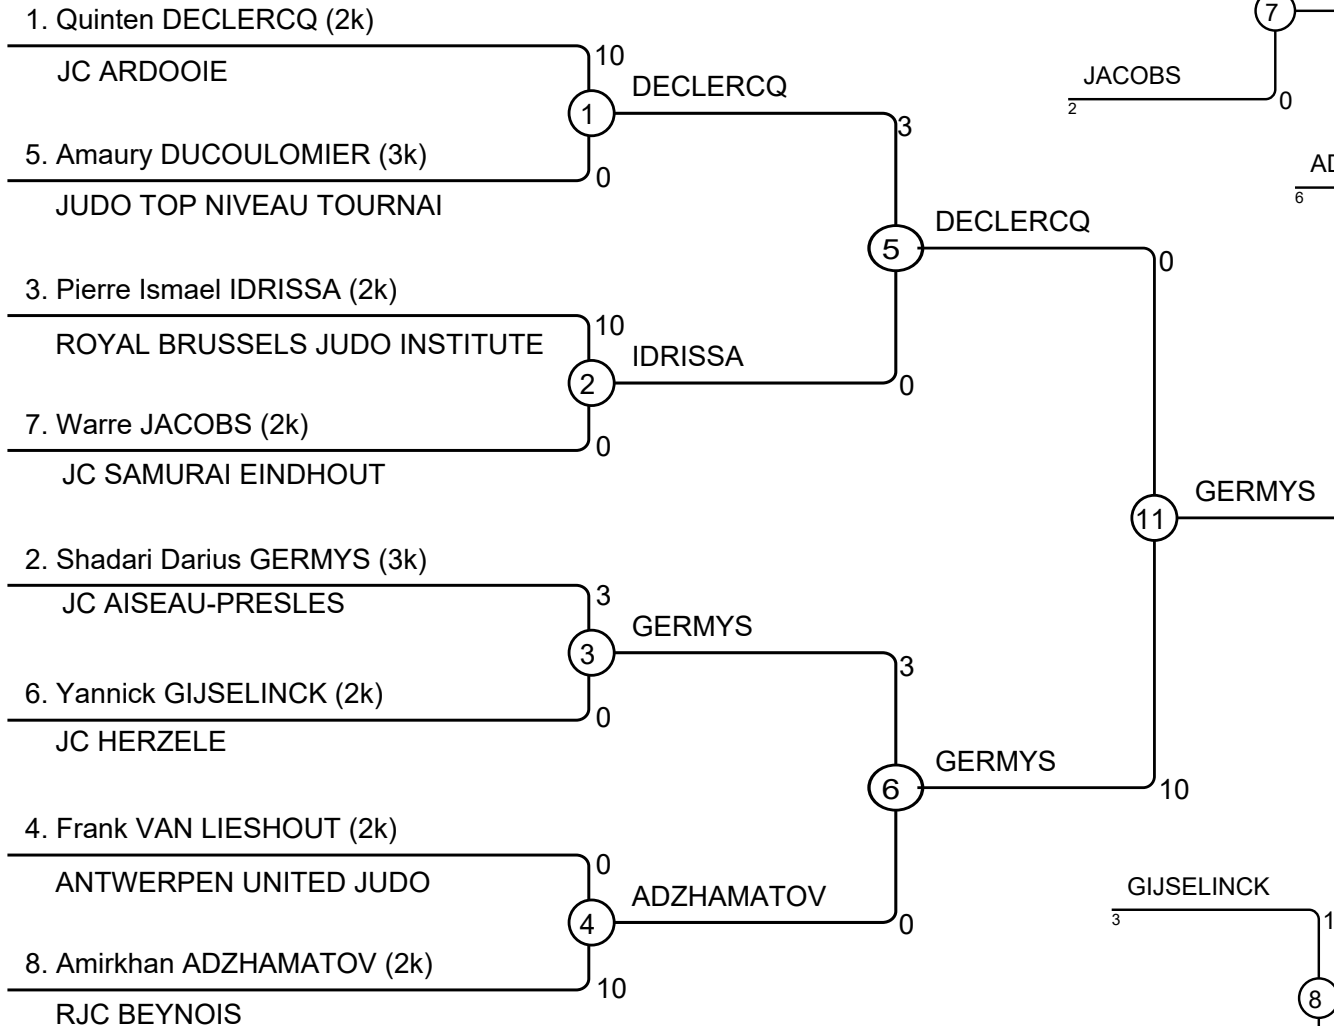 1. Quinten DECLERCQ (2k)
JC ARDOOIE
10
1
DECLERCQ
5. Amaury DUCOULOMIER (3k)
0
JUDO TOP NIVEAU TOURNAI
3
5
DECLERCQ
3. Pierre Ismael IDRISSA (2k)
10
ROYAL BRUSSELS JUDO INSTITUTE
2
IDRISSA
0
7. Warre JACOBS (2k)
0
JC SAMURAI EINDHOUT
0
11
GERMYS
2. Shadari Darius GERMYS (3k)
3
JC AISEAU-PRESLES
3
GERMYS
6. Yannick GIJSELINCK (2k)
0
JC HERZELE
3
6
GERMYS
10
4. Frank VAN LIESHOUT (2k)
0
ANTWERPEN UNITED JUDO
4
ADZHAMATOV
0
8. Amirkhan ADZHAMATOV (2k)
10
RJC BEYNOIS
7
JACOBS
2
0
AD
6
GIJSELINCK
3
1
8